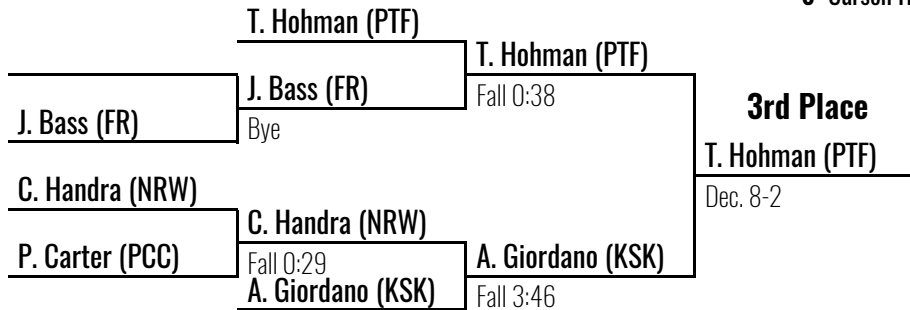 T. Hohman (PTF)
T. Hohman (PTF)
J. Bass (FR)
Fall 0:38
3rd Place
J. Bass (FR)
Bye
T. Hohman (PTF)
C. Handra (NRW)
Dec. 8-2
C. Handra (NRW)
P. Carter (PCC)
Fall 0:29
A. Giordano (KSK)
A. Giordano (KSK)
Fall 3:46